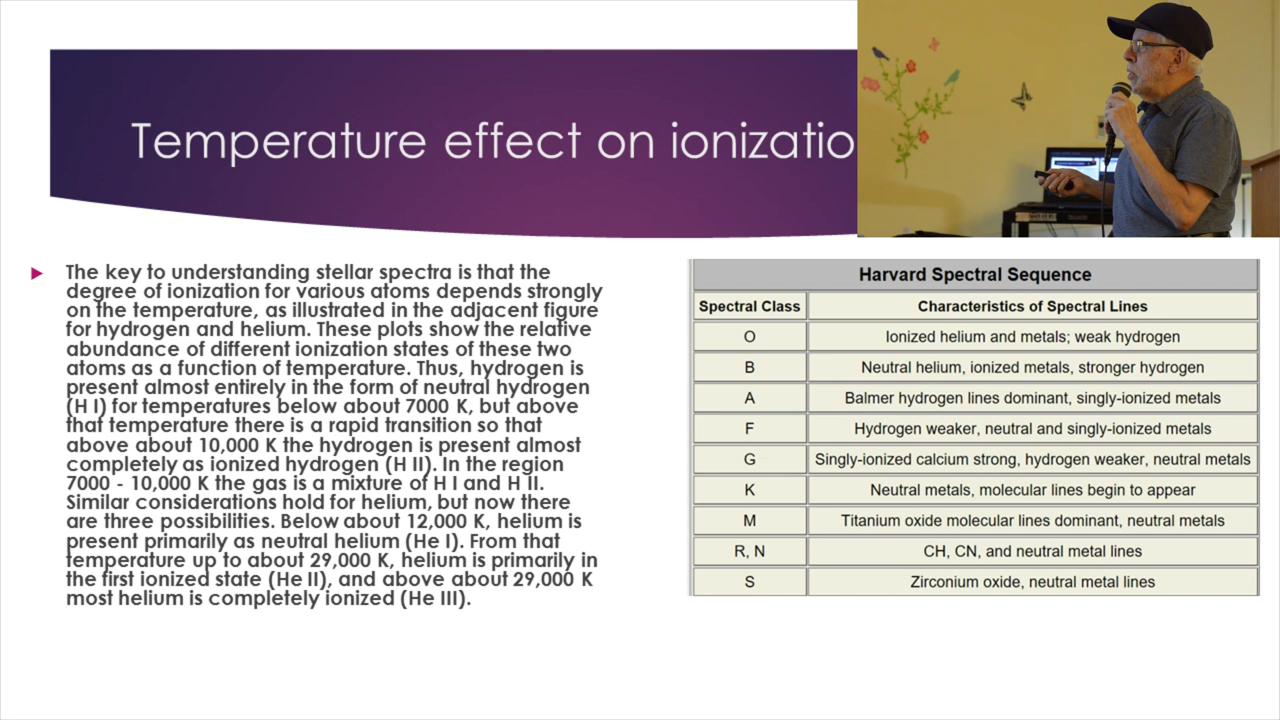 Temperature effect on ionizatio
The key to understanding stellar spectra is that the
degree of ionization for various atoms depends strongly
on the temperature, as illustrated in the adjacent figure
for hydrogen and helium. These plots show the relative
abundance of different ionization states of these two
atoms as a function of temperature. Thus, hydrogen is
present almost entirely in the form of neutral hydrogen
(H I) for temperatures below about 7000 K, but above
that temperature there is a rapid transition so that
above about 10,000 K the hydrogen is present almost
completely as ionized hydrogen (H II). In the region
7000 - 10,000 K the gas is a mixture of H I and H II.
Similar considerations hold for helium, but now there
are three possibilities. Below about 12,000 K, helium is
present primarily as neutral helium (He I). From that
temperature up to about 29,000 K, helium is primarily in
the first ionized state (He II), and above about 29,000 K
most helium is completely ionized (He III).
Harvard Spectral Sequence
Spectral Class Characteristics of Spectral Lines
O Ionized helium and metals; weak hydrogen
B Neutral helium, ionized metals, stronger hydrogen
A Balmer hydrogen lines dominant, singly-ionized metals
F Hydrogen weaker, neutral and singly-ionized metals
G Singly-ionized calcium strong, hydrogen weaker, neutral metals
K Neutral metals, molecular lines begin to appear
M Titanium oxide molecular lines dominant, neutral metals
R, N CH, CN, and neutral metal lines
S Zirconium oxide, neutral metal lines